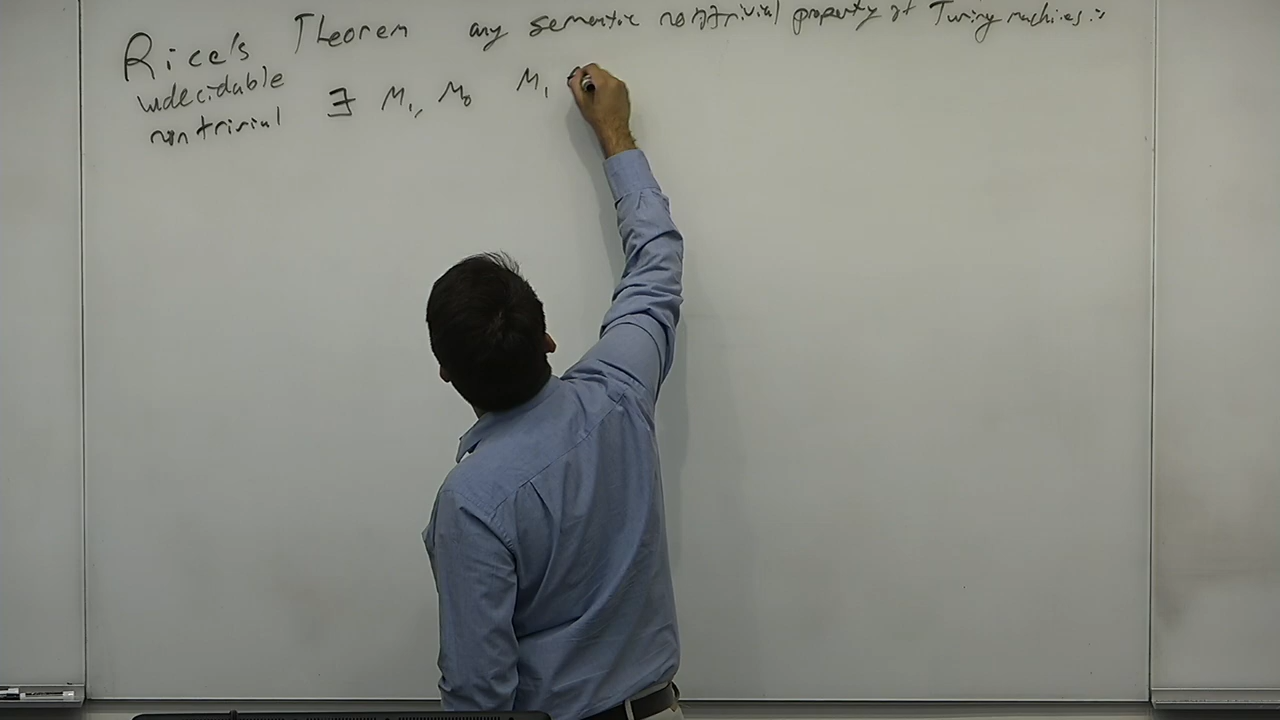 Rice's Theorem any semantic nontrivial property of Turing machines is
undecidable
nontrivial ∃ M₁, M₀ M₁